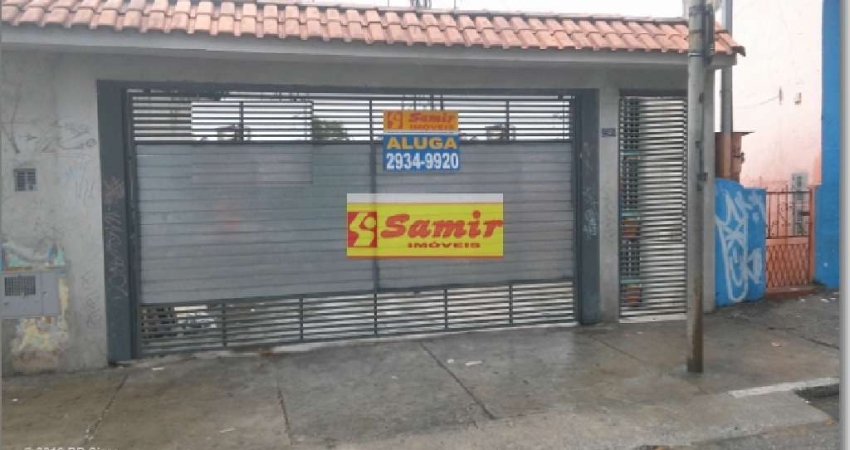 Samir
IMÓVEIS
ALUGA
2934-9920
Samir
IMÓVEIS